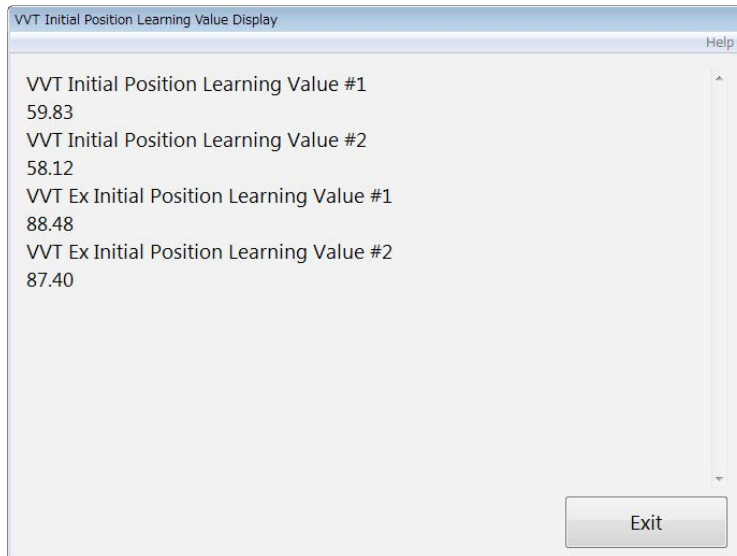 VVT Initial Position Learning Value Display
Help
VVT Initial Position Learning Value #1
59.83
VVT Initial Position Learning Value #2
58.12
VVT Ex Initial Position Learning Value #1
88.48
VVT Ex Initial Position Learning Value #2
87.40
Exit